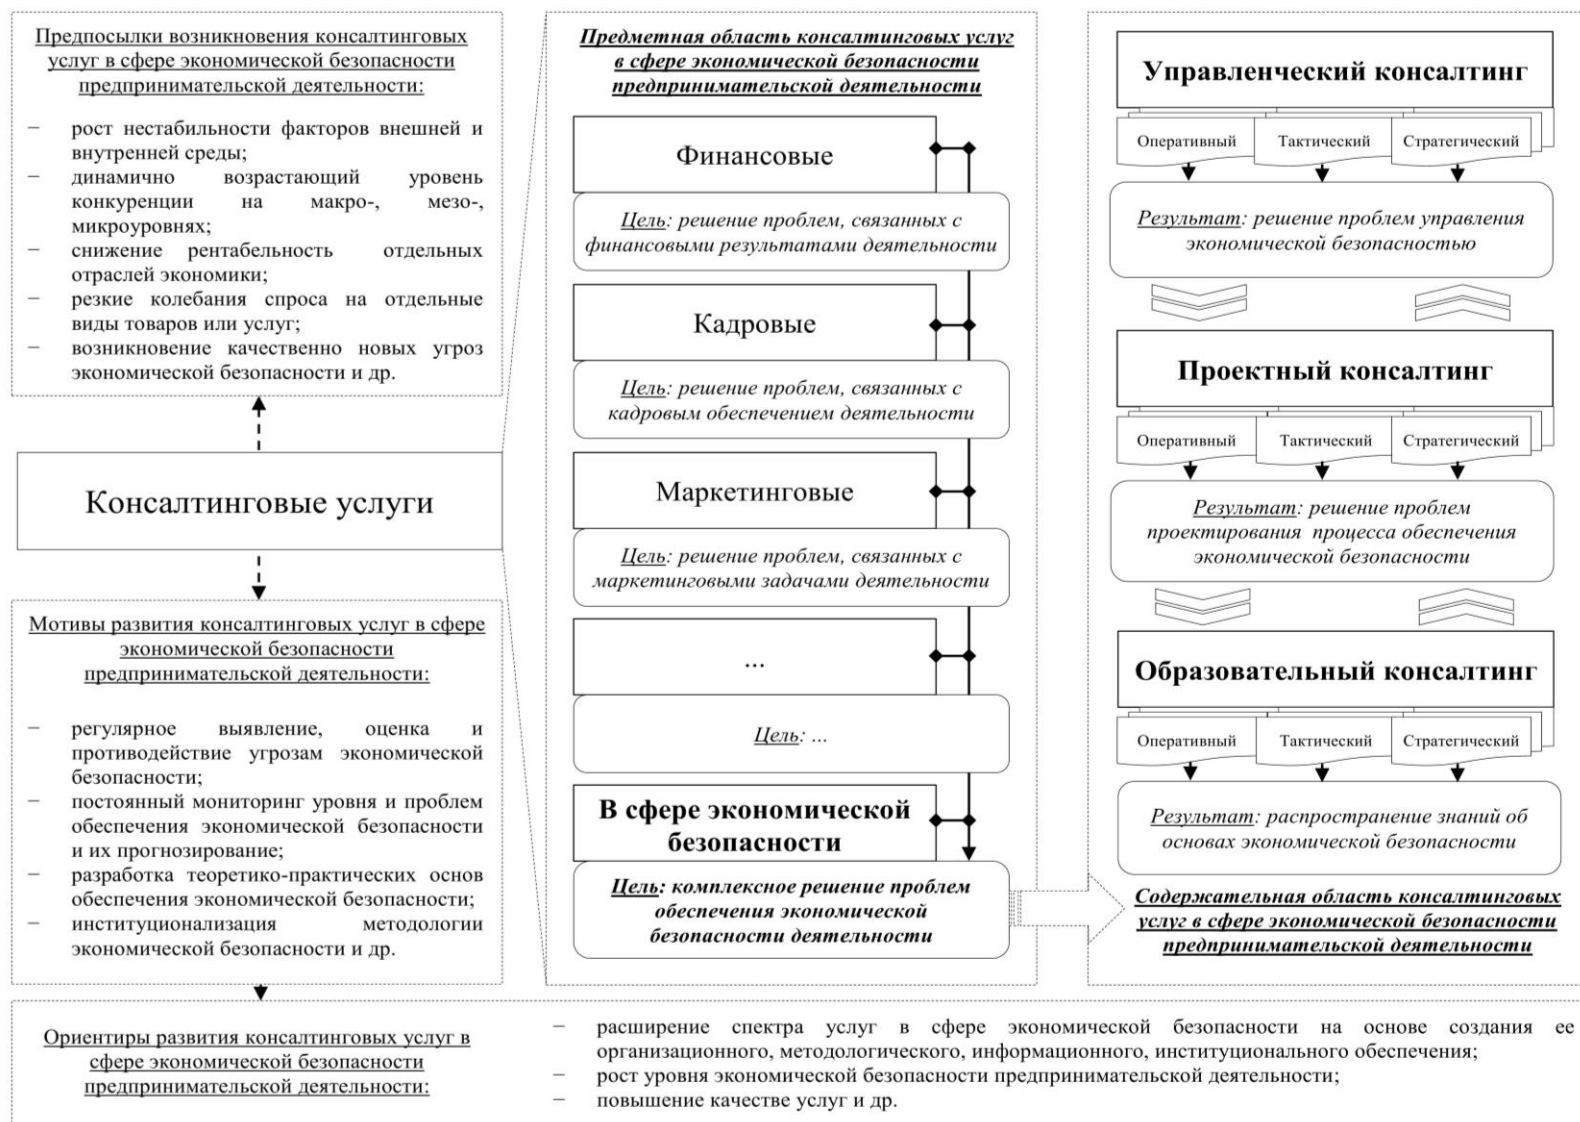 Предпосылки возникновения консалтинговых
услуг в сфере экономической безопасности
предпринимательской деятельности:
− рост нестабильности факторов внешней и
внутренней среды;
− динамично возрастающий уровень
конкуренции на макро-, мезо-,
микроуровнях;
− снижение рентабельность отдельных
отраслей экономики;
− резкие колебания спроса на отдельные
виды товаров или услуг;
− возникновение качественно новых угроз
экономической безопасности и др.
Консалтинговые услуги
Мотивы развития консалтинговых услуг в сфере
экономической безопасности
предпринимательской деятельности:
− регулярное выявление, оценка и
противодействие угрозам экономической
безопасности;
− постоянный мониторинг уровня и проблем
обеспечения экономической безопасности
и их прогнозирование;
− разработка теоретико-практических основ
обеспечения экономической безопасности;
− институционализация методологии
экономической безопасности и др.
Предметная область консалтинговых услуг
в сфере экономической безопасности
предпринимательской деятельности
Финансовые
Цель: решение проблем, связанных с
финансовыми результатами деятельности
Кадровые
Цель: решение проблем, связанных с
кадровым обеспечением деятельности
Маркетинговые
Цель: решение проблем, связанных с
маркетинговыми задачами деятельности
...
Цель: ...
В сфере экономической
безопасности
Цель: комплексное решение проблем
обеспечения экономической
безопасности деятельности
Управленческий консалтинг
Оперативный Тактический Стратегический
Результат: решение проблем управления
экономической безопасностью
Проектный консалтинг
Оперативный Тактический Стратегический
Результат: решение проблем
проектирования процесса обеспечения
экономической безопасности
Образовательный консалтинг
Оперативный Тактический Стратегический
Результат: распространение знаний об
основах экономической безопасности
Содержательная область консалтинговых
услуг в сфере экономической безопасности
предпринимательской деятельности
Ориентиры развития консалтинговых услуг в
сфере экономической безопасности
предпринимательской деятельности:
− расширение спектра услуг в сфере экономической безопасности на основе создания ее
организационного, методологического, информационного, институционального обеспечения;
− рост уровня экономической безопасности предпринимательской деятельности;
− повышение качестве услуг и др.